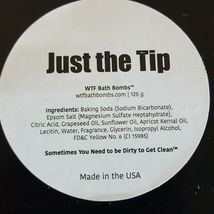 Just the Tip
WTF Bath Bombs™
wtfbathbombs.com | 125 g
Ingredients: Baking Soda (Sodium Bicarbonate),
Epsom Salt (Magnesium Sulfate Heptahydrate),
Citric Acid, Grapeseed Oil, Sunflower Oil, Apricot Kernal Oil,
Lecitin, Water, Fragrance, Glycerin, Isopropyl Alcohol,
FD&C Yellow No. 6 (CI 15985)
Sometimes You Need to be Dirty to Get Clean™
Made in the USA